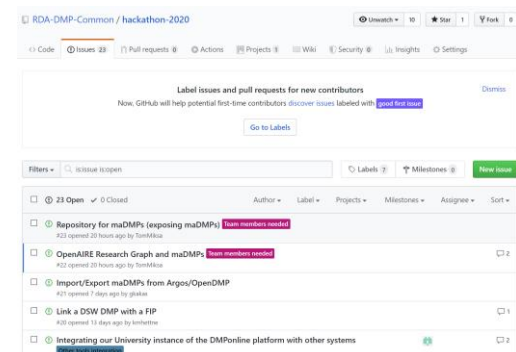 RDA-DMP-Common / hackathon-2020
Unwatch 10 Star 1 Fork 0
Code Issues 23 Pull requests 0 Actions Projects 1 Wiki Security 0 Insights Settings
Label issues and pull requests for new contributors Dismiss
Now, GitHub will help potential first-time contributors discover issues labeled with good first issue
Go to Labels
Filters is:issue is:open Labels 7 Milestones 0 New issue
23 Open 0 Closed Author Label Projects Milestones Assignee Sort
Repository for maDMPs (exposing maDMPs) Team members needed
#23 opened 20 hours ago by TomMiksa
OpenAIRE Research Graph and maDMPs Team members needed 2
#22 opened 20 hours ago by TomMiksa
Import/Export maDMPs from Argos/OpenDMP
#21 opened 7 days ago by
Link a DSW DMP with a FIP 1
#20 opened 13 days ago by
Integrating our University instance of the DMPonline platform with other systems 2
Other tools integration